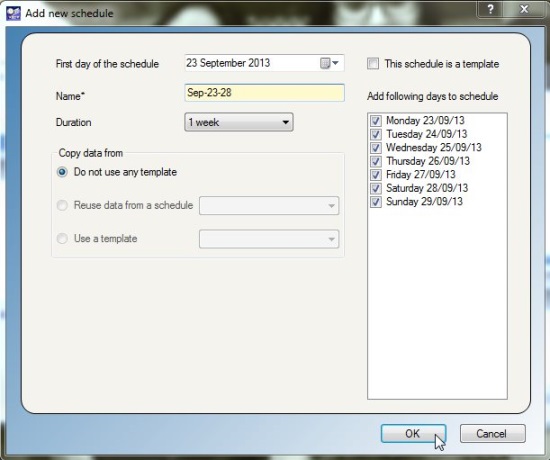 Add new schedule
First day of the schedule 23 September 2013
Name* Sep-23-28
Duration 1 week
Copy data from
Do not use any template
Reuse data from a schedule
Use a template
This schedule is a template
Add following days to schedule
Monday 23/09/13
Tuesday 24/09/13
Wednesday 25/09/13
Thursday 26/09/13
Friday 27/09/13
Saturday 28/09/13
Sunday 29/09/13
OK Cancel